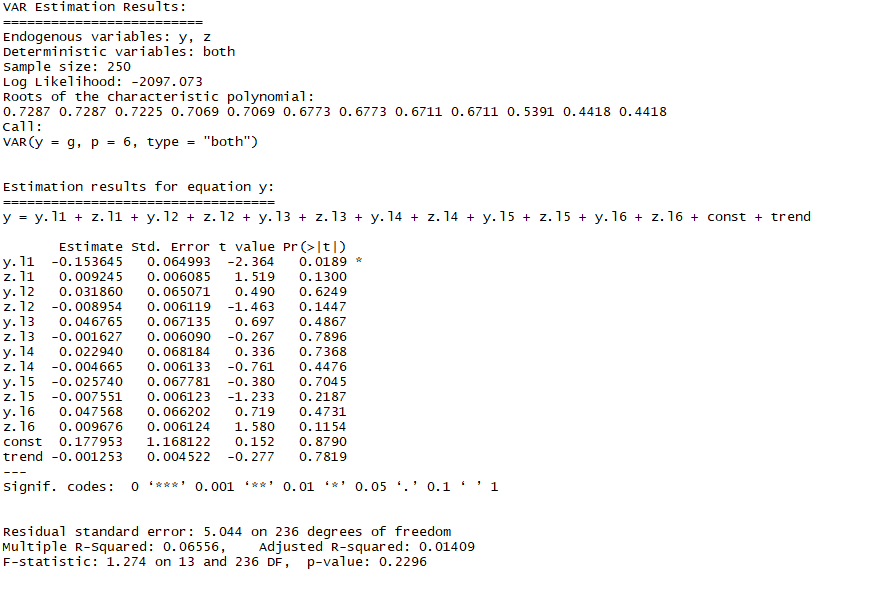 VAR Estimation Results:
=========================
Endogenous variables: y, z
Deterministic variables: both
Sample size: 250
Log Likelihood: -2097.073
Roots of the characteristic polynomial:
0.7287 0.7287 0.7225 0.7069 0.7069 0.6773 0.6773 0.6711 0.6711 0.5391 0.4418 0.4418
Call:
VAR(y = g, p = 6, type = "both")
Estimation results for equation y:
==================================
y = y.l1 + z.l1 + y.l2 + z.l2 + y.l3 + z.l3 + y.l4 + z.l4 + y.l5 + z.l5 + y.l6 + z.l6 + const + trend
Estimate Std. Error t value Pr(>|t|)
y.l1 -0.153645 0.064993 -2.364 0.0189 *
z.l1 0.009245 0.006085 1.519 0.1300
y.l2 0.031860 0.065071 0.490 0.6249
z.l2 -0.008954 0.006119 -1.463 0.1447
y.l3 0.046765 0.067135 0.697 0.4867
z.l3 -0.001627 0.006090 -0.267 0.7896
y.l4 0.022940 0.068184 0.336 0.7368
z.l4 -0.004665 0.006133 -0.761 0.4476
y.l5 -0.025740 0.067781 -0.380 0.7045
z.l5 -0.007551 0.006123 -1.233 0.2187
y.l6 0.047568 0.066202 0.719 0.4731
z.l6 0.009676 0.006124 1.580 0.1154
const 0.177953 1.168122 0.152 0.8790
trend -0.001253 0.004522 -0.277 0.7819
---
Signif. codes: 0 ‘***’ 0.001 ‘**’ 0.01 ‘*’ 0.05 ‘.’ 0.1 ‘ ’ 1
Residual standard error: 5.044 on 236 degrees of freedom
Multiple R-Squared: 0.06556, Adjusted R-squared: 0.01409
F-statistic: 1.274 on 13 and 236 DF, p-value: 0.2296